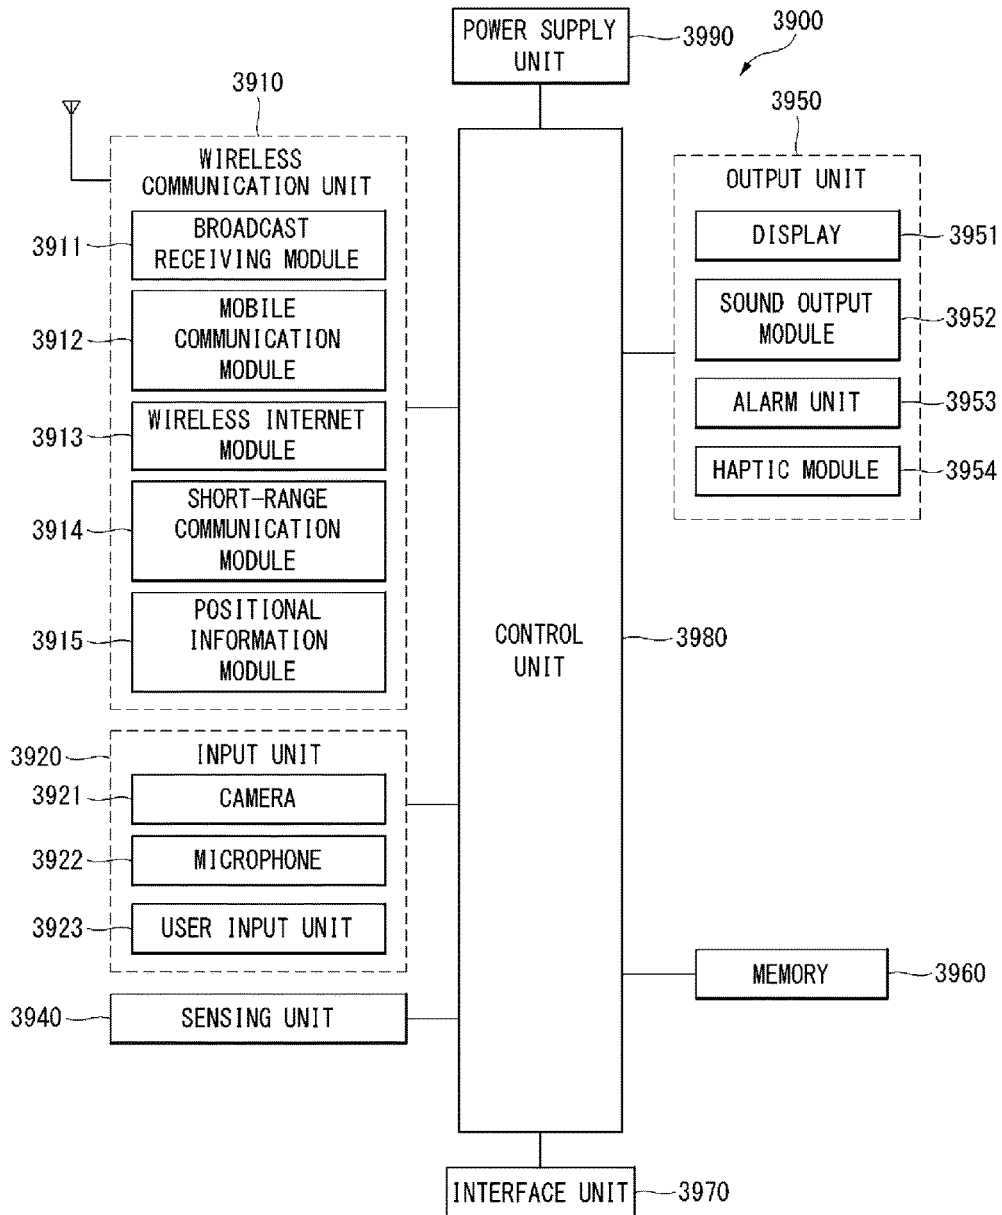 POWER SUPPLY
UNIT
3990
3900
3910
WIRELESS
COMMUNICATION UNIT
3911
BROADCAST
RECEIVING MODULE
3912
MOBILE
COMMUNICATION
MODULE
3913
WIRELESS INTERNET
MODULE
3914
SHORT-RANGE
COMMUNICATION
MODULE
3915
POSITIONAL
INFORMATION
MODULE
3920
INPUT UNIT
3921
CAMERA
3922
MICROPHONE
3923
USER INPUT UNIT
3940
SENSING UNIT
CONTROL
UNIT
3980
3950
OUTPUT UNIT
DISPLAY
3951
SOUND OUTPUT
MODULE
3952
ALARM UNIT
3953
HAPTIC MODULE
3954
MEMORY
3960
INTERFACE UNIT
3970